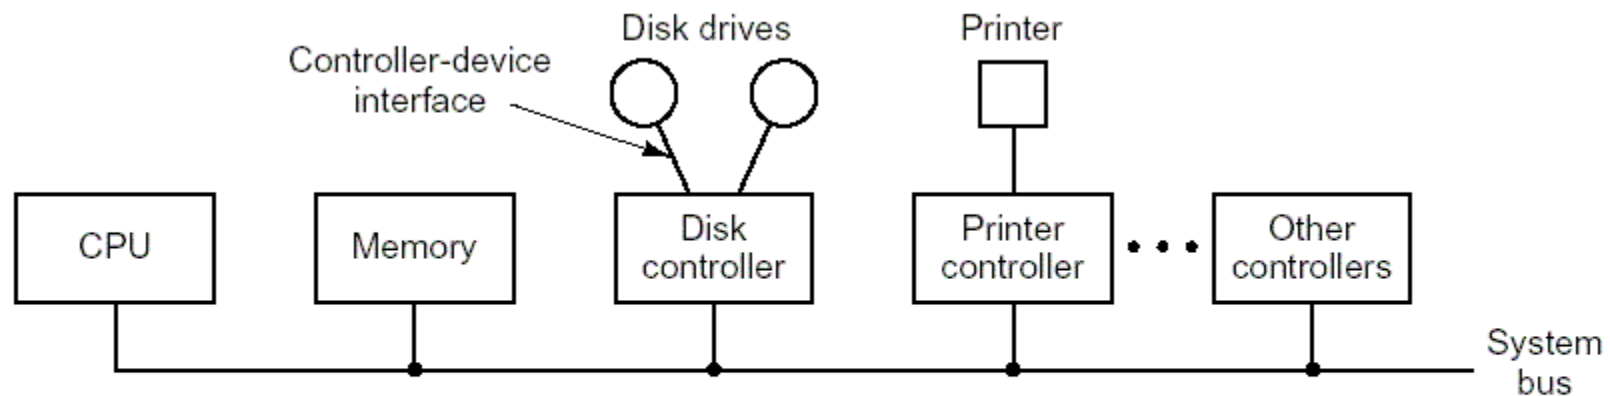 Disk drives
Printer
Controller-device
interface
CPU
Memory
Disk
controller
Printer
controller
Other
controllers
System
bus